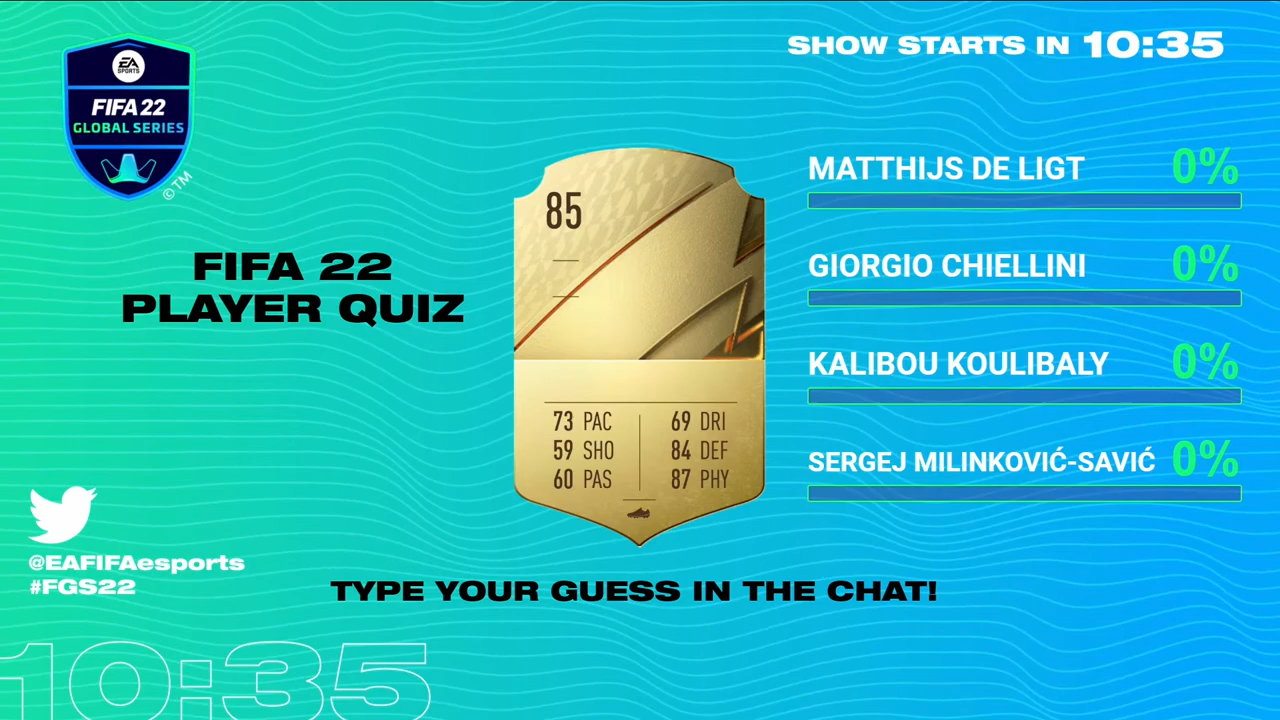 SHOW STARTS IN 10:35
EA
SPORTS
FIFA 22
GLOBAL SERIES
©™
FIFA 22
PLAYER QUIZ
85
73 PAC
59 SHO
60 PAS
69 DRI
84 DEF
87 PHY
MATTHIJS DE LIGT 0%
GIORGIO CHIELLINI 0%
KALIBOU KOULIBALY 0%
SERGEJ MILINKOVIĆ-SAVIĆ 0%
@EAFIFAesports
#FGS22
TYPE YOUR GUESS IN THE CHAT!
10:35